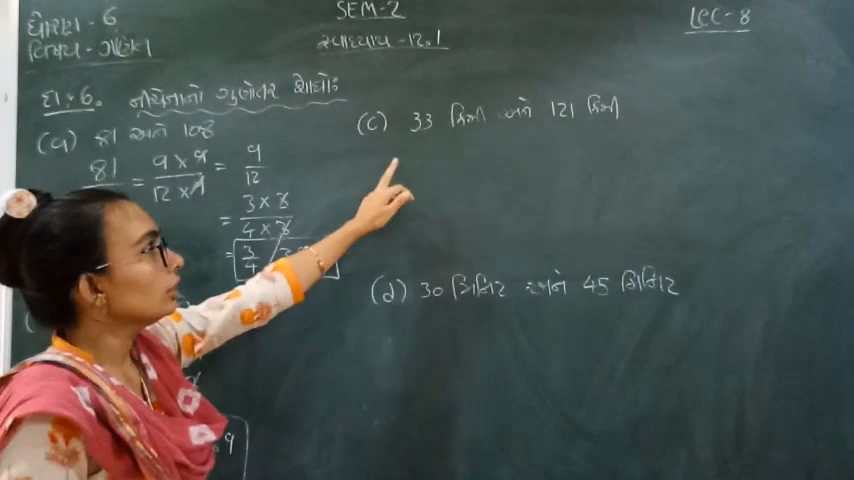 ધોરણ - 6
SEM-2
LEC - 8
વિષય - ગણિત
સ્વાધ્યાય - 12.1
દા. 6. નીચેનાનો ગુણોત્તર શોધો:
(a) 81 અને 108
(c) 33 કિમી અને 121 કિમી
81 = 9 × 9 = 9
12 × 9 12
= 3 × 3
4 × 3
= 3
4
(d) 30 મિનિટ અને 45 મિનિટ
9